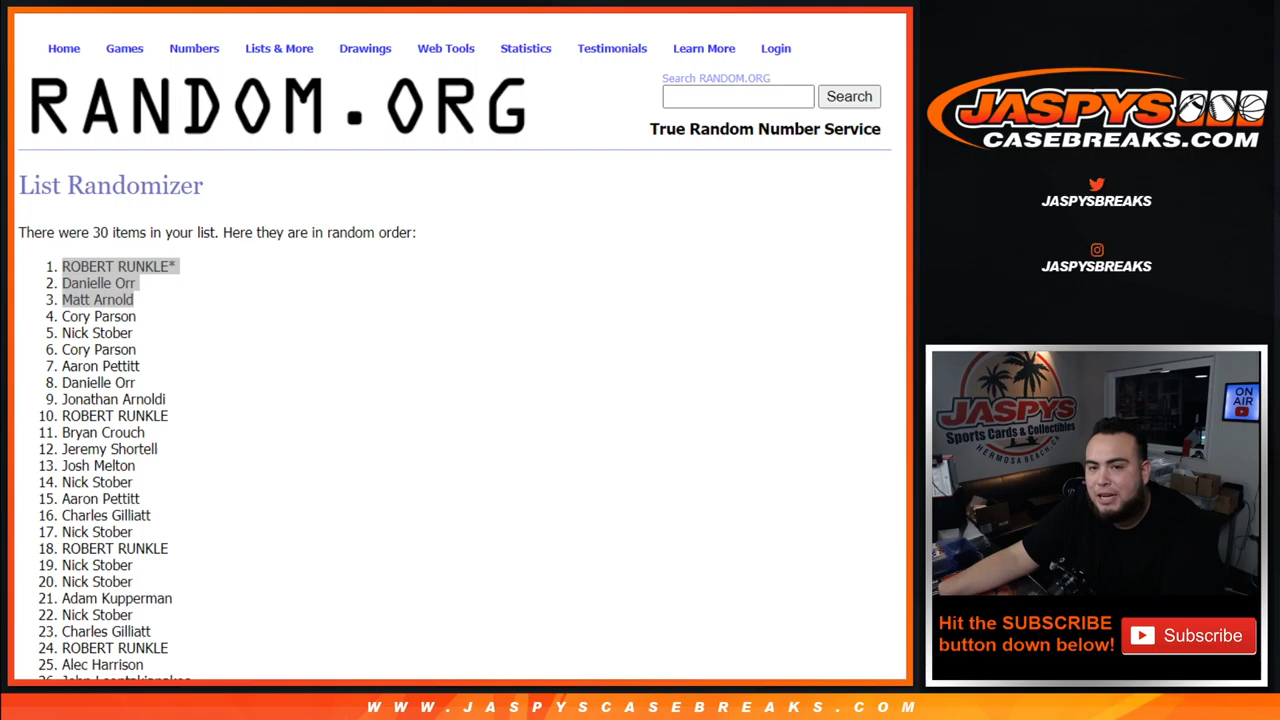 Home Games Numbers Lists & More Drawings Web Tools Statistics Testimonials Learn More Login
RANDOM.ORG
Search RANDOM.ORG
Search
True Random Number Service
List Randomizer
There were 30 items in your list. Here they are in random order:
1. ROBERT RUNKLE*
2. Danielle Orr
3. Matt Arnold
4. Cory Parson
5. Nick Stober
6. Cory Parson
7. Aaron Pettitt
8. Danielle Orr
9. Jonathan Arnoldi
10. ROBERT RUNKLE
11. Bryan Crouch
12. Jeremy Shortell
13. Josh Melton
14. Nick Stober
15. Aaron Pettitt
16. Charles Gilliatt
17. Nick Stober
18. ROBERT RUNKLE
19. Nick Stober
20. Nick Stober
21. Adam Kupperman
22. Nick Stober
23. Charles Gilliatt
24. ROBERT RUNKLE
25. Alec Harrison
JASPYS
CASEBREAKS.COM
JASPYSBREAKS
JASPYSBREAKS
JASPYS
Sports Cards & Collectibles
HERMOSA BEACH, CA
ON AIR
Hit the SUBSCRIBE
button down below!
Subscribe
WWW.JASPYSCASEBREAKS.COM